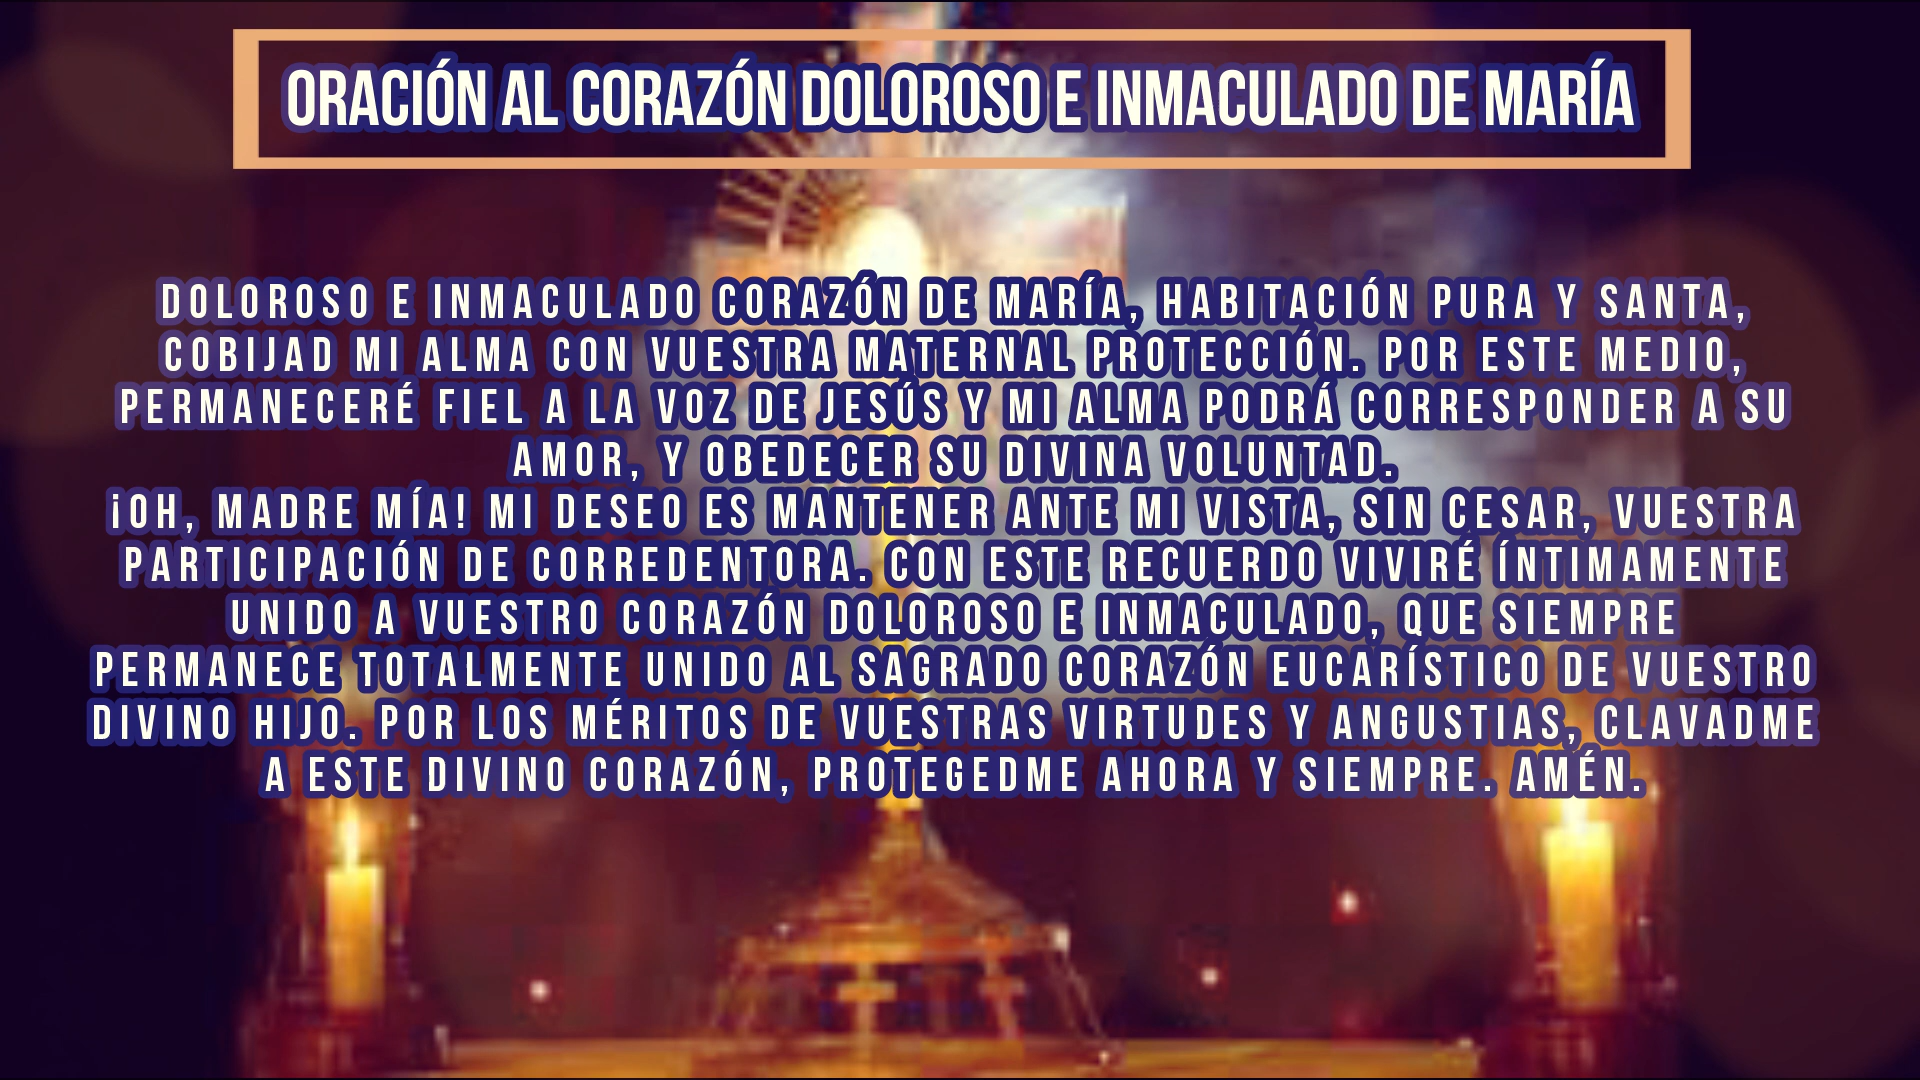 ORACIÓN AL CORAZÓN DOLOROSO E INMACULADO DE MARÍA
DOLOROSO E INMACULADO CORAZÓN DE MARÍA, HABITACIÓN PURA Y SANTA,
COBIJAD MI ALMA CON VUESTRA MATERNAL PROTECCIÓN. POR ESTE MEDIO,
PERMANECERÉ FIEL A LA VOZ DE JESÚS Y MI ALMA PODRÁ CORRESPONDER A SU
AMOR, Y OBEDECER SU DIVINA VOLUNTAD.
¡OH, MADRE MÍA! MI DESEO ES MANTENER ANTE MI VISTA, SIN CESAR, VUESTRA
PARTICIPACIÓN DE CORREDENTORA. CON ESTE RECUERDO VIVIRÉ ÍNTIMAMENTE
UNIDO A VUESTRO CORAZÓN DOLOROSO E INMACULADO, QUE SIEMPRE
PERMANECE TOTALMENTE UNIDO AL SAGRADO CORAZÓN EUCARÍSTICO DE VUESTRO
DIVINO HIJO. POR LOS MÉRITOS DE VUESTRAS VIRTUDES Y ANGUSTIAS, CLAVADME
A ESTE DIVINO CORAZÓN, PROTEGEDME AHORA Y SIEMPRE. AMÉN.